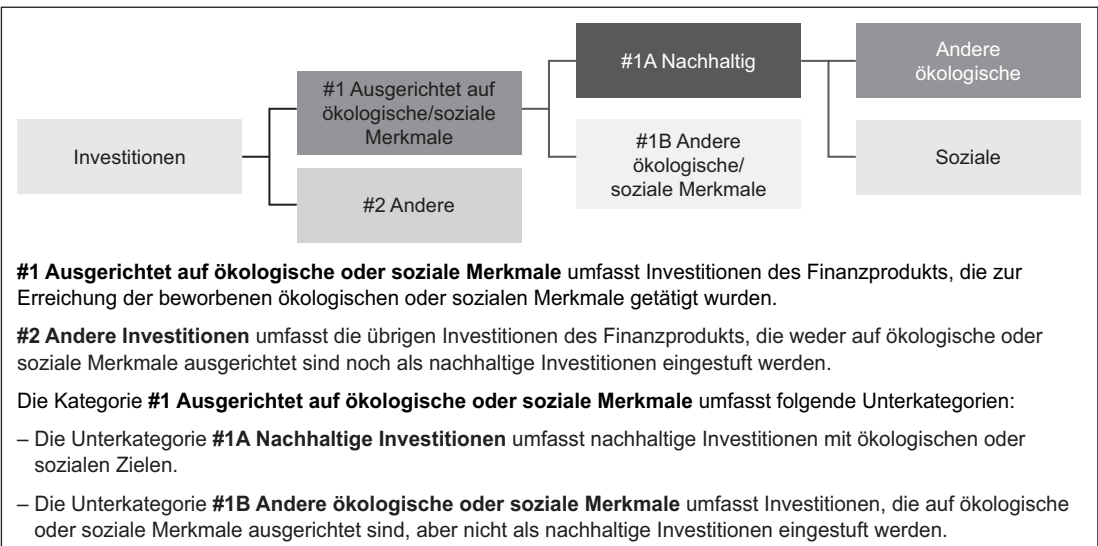 Investitionen
#1 Ausgerichtet auf
ökologische/soziale
Merkmale
#2 Andere
#1A Nachhaltig
#1B Andere
ökologische/
soziale Merkmale
Andere
ökologische
Soziale
#1 Ausgerichtet auf ökologische oder soziale Merkmale umfasst Investitionen des Finanzprodukts, die zur
Erreichung der beworbenen ökologischen oder sozialen Merkmale getätigt wurden.
#2 Andere Investitionen umfasst die übrigen Investitionen des Finanzprodukts, die weder auf ökologische oder
soziale Merkmale ausgerichtet sind noch als nachhaltige Investitionen eingestuft werden.
Die Kategorie #1 Ausgerichtet auf ökologische oder soziale Merkmale umfasst folgende Unterkategorien:
– Die Unterkategorie #1A Nachhaltige Investitionen umfasst nachhaltige Investitionen mit ökologischen oder
sozialen Zielen.
– Die Unterkategorie #1B Andere ökologische oder soziale Merkmale umfasst Investitionen, die auf ökologische
oder soziale Merkmale ausgerichtet sind, aber nicht als nachhaltige Investitionen eingestuft werden.